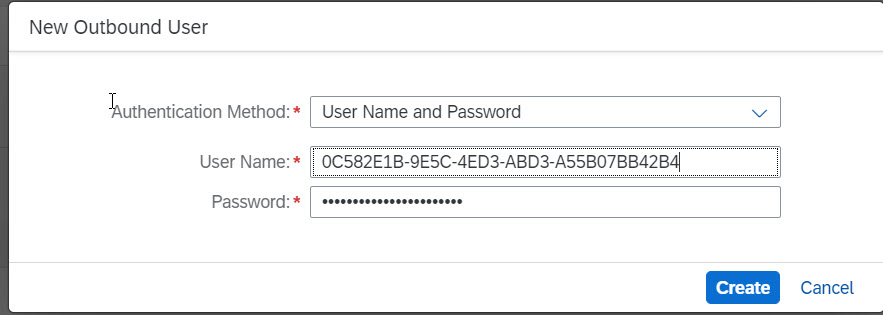 New Outbound User
Authentication Method: * User Name and Password
User Name: * 0C582E1B-9E5C-4ED3-ABD3-A55B07BB42B4
Password: * •••••••••••••••••••••••
Create Cancel